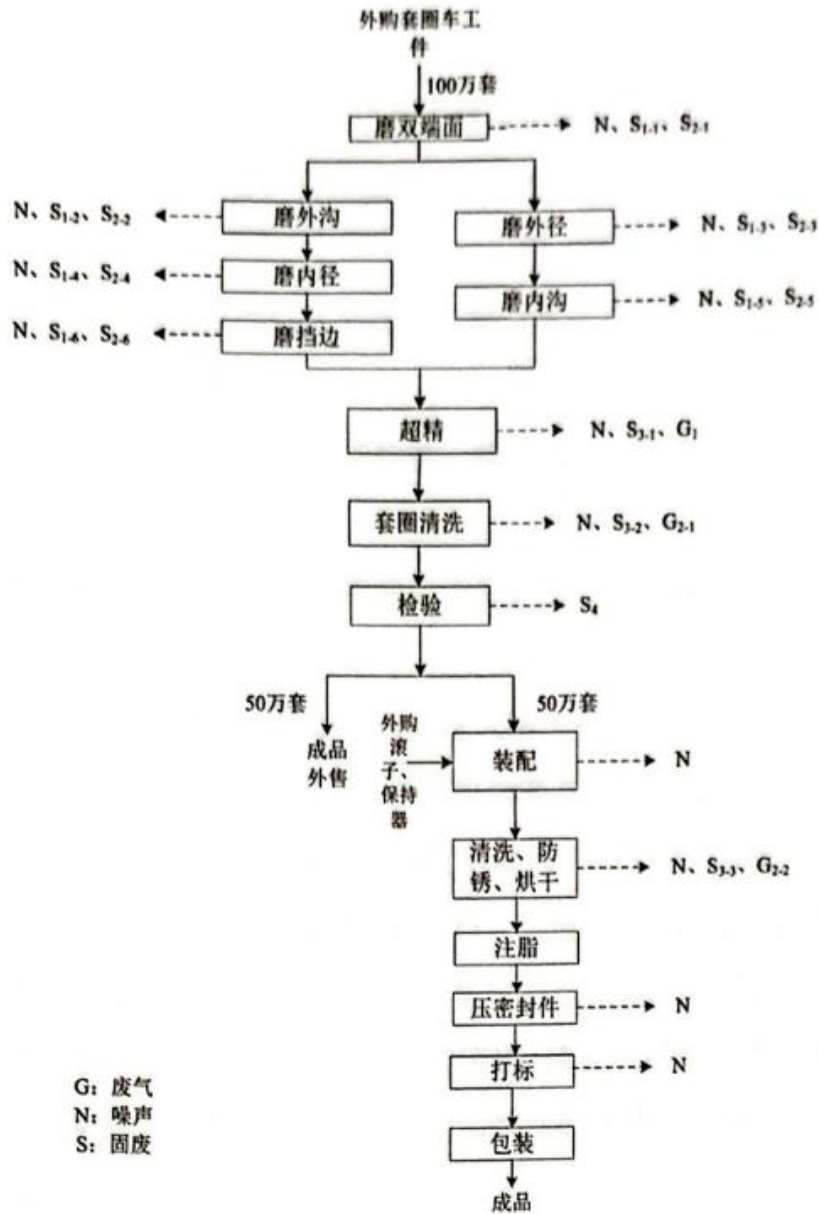 外购套圈车工
件
100万套
磨双端面
N、S1-1、S2-1
N、S1-2、S2-2
磨外沟
磨外径
N、S1-3、S2-3
N、S1-4、S2-4
磨内径
磨内沟
N、S1-5、S2-5
N、S1-6、S2-6
磨挡边
超精
N、S3-1、G1
套圈清洗
N、S3-2、G2-1
检验
S4
50万套
50万套
成品
外售
外购
滚
子、
保持
器
装配
N
清洗、防
锈、烘干
N、S3-3、G2-2
注脂
压密封件
N
打标
N
包装
成品
G：废气
N：噪声
S：固废